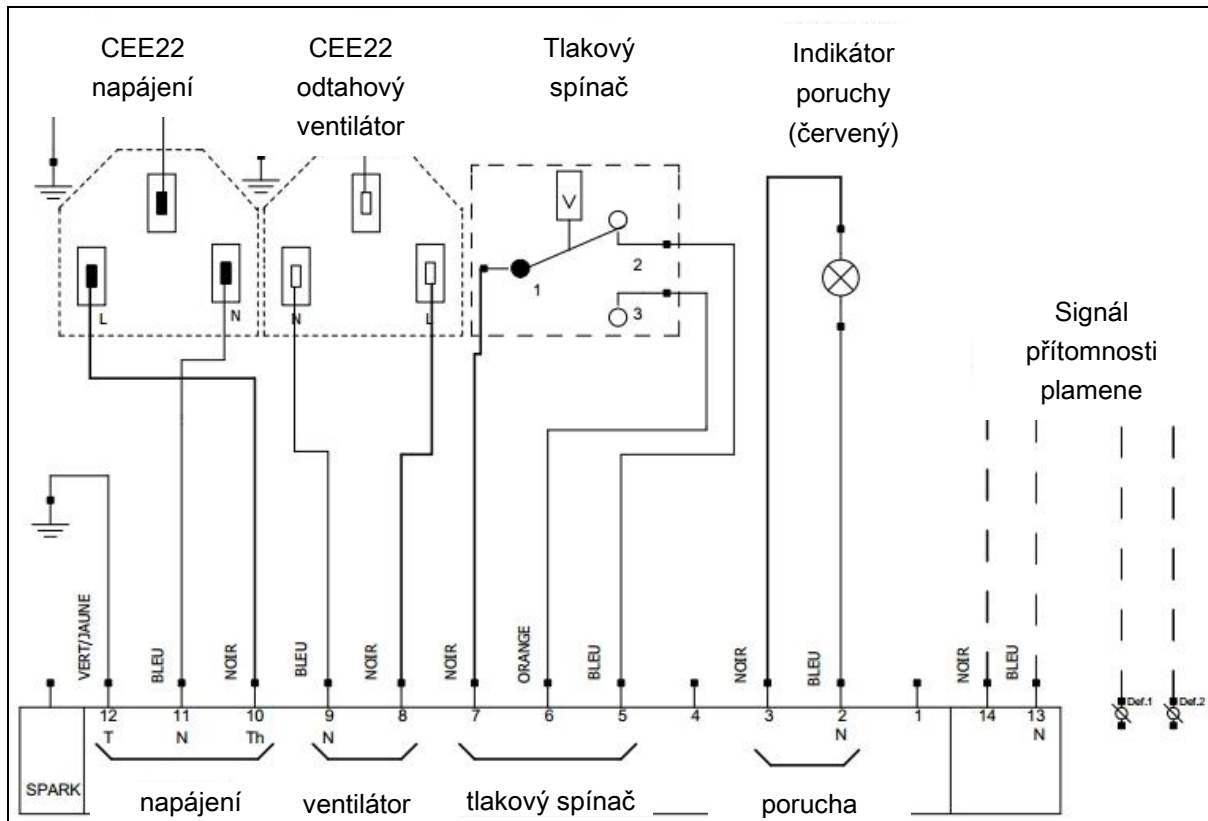 CEE22
napájení
CEE22
odtahový
ventilátor
Tlakový
spínač
Indikátor
poruchy
(červený)
L
N
N
L
V
1
2
3
Signál
přítomnosti
plamene
VERT/JAUNE
BLEU
NOIR
BLEU
NOIR
NOIR
ORANGE
BLEU
NOIR
BLEU
NOIR
BLEU
Def.1
Def.2
12 11 10 9 8 7 6 5 4 3 2 1 14 13
T N Th N N N
SPARK
napájení
ventilátor
tlakový spínač
porucha